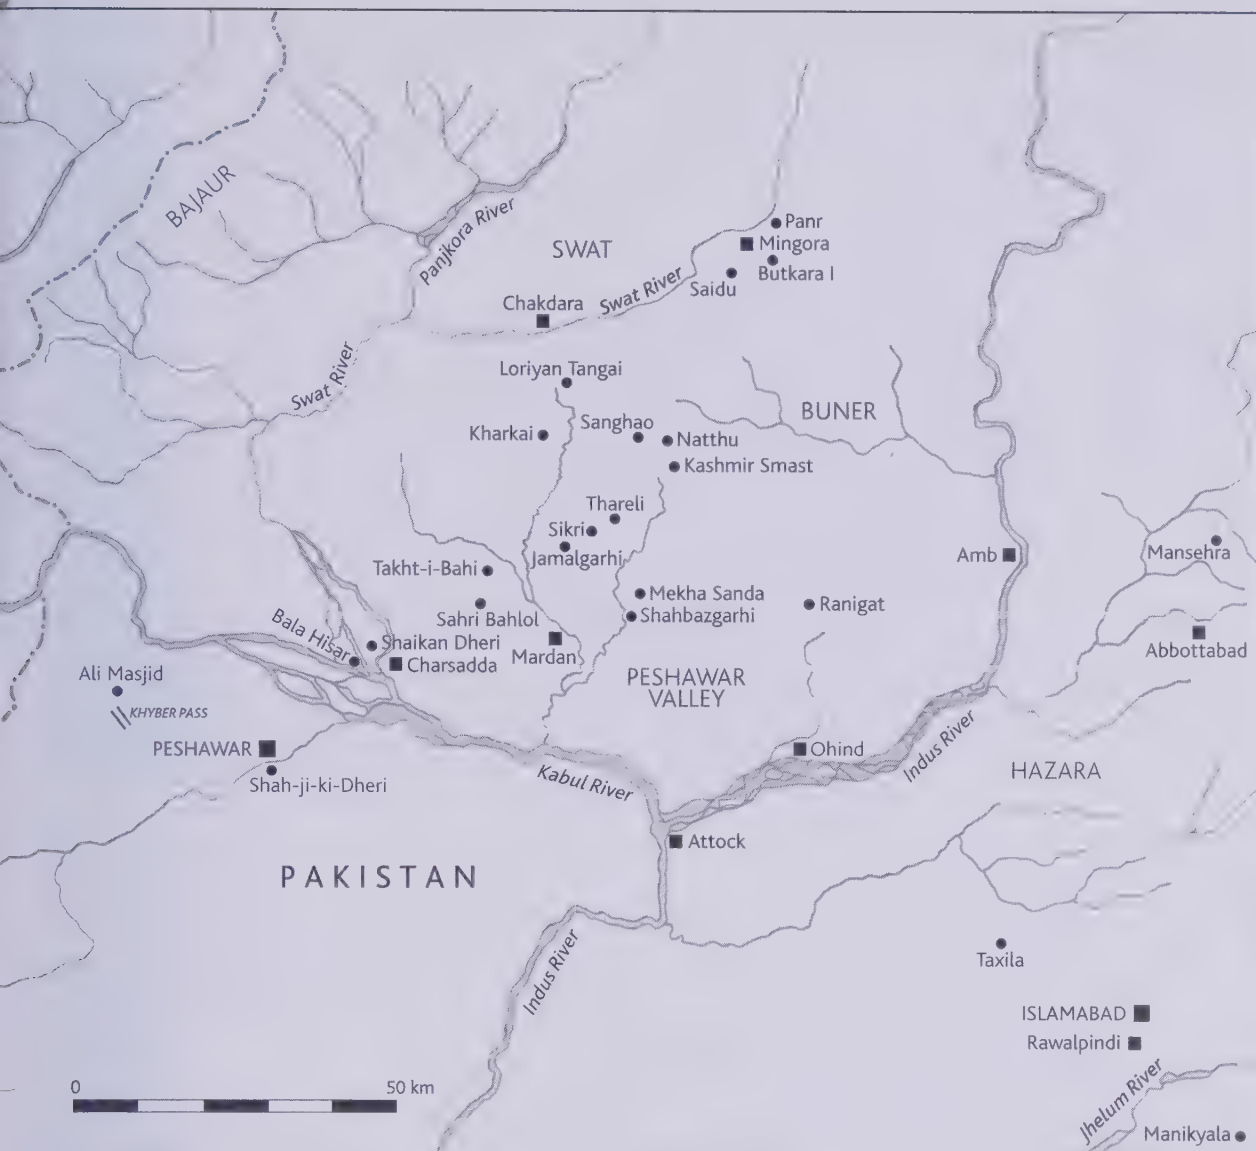 Panr
BAJAUR
Panjkora River
SWAT
Mingora
Butkara I
Saidu
Swat River
Chakdara
Swat River
Loriyan Tangai
BUNER
Sanghao
Kharkai
Natthu
Kashmir Smast
Thareli
Sikri
Jamalgarhi
Amb
Mansehra
Takht-i-Bahi
Mekha Sanda
Ranigat
Sahri Bahlol
Shahbazgarhi
Bala Hisar
Shaikan Dheri
Mardan
Charsadda
Abbottabad
Ali Masjid
PESHAWAR
VALLEY
KHYBER PASS
PESHAWAR
Ohind
Indus River
Shah-ji-ki-Dheri
Kabul River
HAZARA
Attock
PAKISTAN
Taxila
Indus River
ISLAMABAD
Rawalpindi
0 50 km
Jhelum River
Manikyala